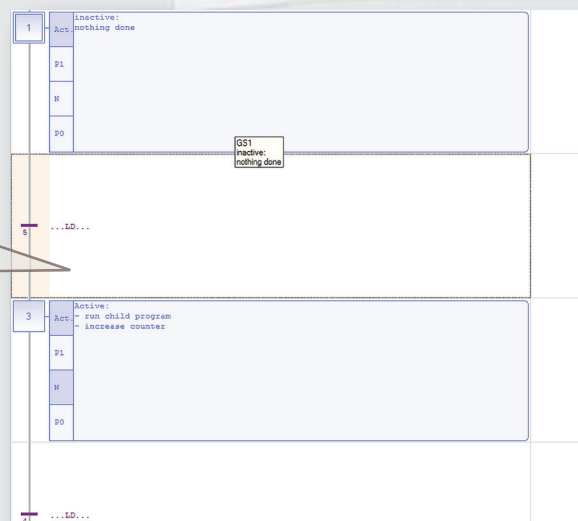 1
Act.
inactive:
nothing done
P1
N
P0
GS1
inactive:
nothing done
5
...LD...
3
Act.
Active:
- run child program
- increase counter
P1
N
P0
...LD...